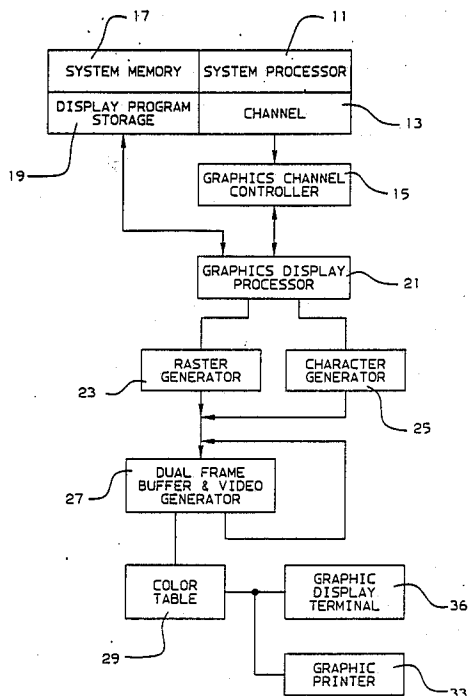 17
11
SYSTEM MEMORY
SYSTEM PROCESSOR
DISPLAY PROGRAM
STORAGE
CHANNEL
13
19
GRAPHICS CHANNEL
CONTROLLER
15
GRAPHICS DISPLAY
PROCESSOR
21
RASTER
GENERATOR
23
CHARACTER
GENERATOR
25
DUAL FRAME
BUFFER & VIDEO
GENERATOR
27
COLOR
TABLE
29
GRAPHIC
DISPLAY
TERMINAL
36
GRAPHIC
PRINTER
33